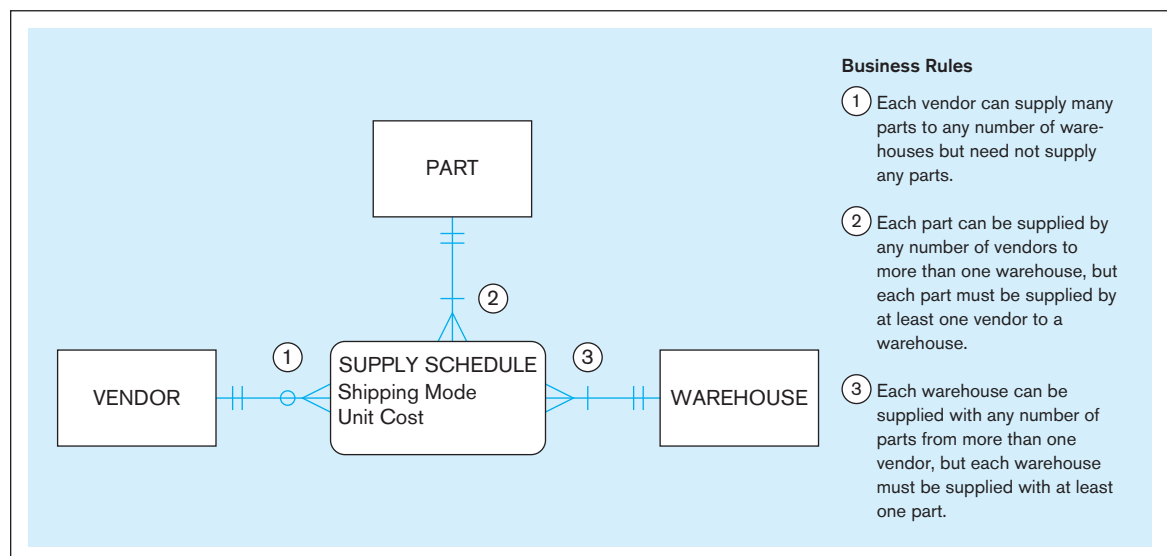 PART
VENDOR
1
SUPPLY SCHEDULE
Shipping Mode
Unit Cost
2
3
WAREHOUSE
Business Rules
1 Each vendor can supply many
parts to any number of ware-
houses but need not supply
any parts.
2 Each part can be supplied by
any number of vendors to
more than one warehouse, but
each part must be supplied by
at least one vendor to a
warehouse.
3 Each warehouse can be
supplied with any number of
parts from more than one
vendor, but each warehouse
must be supplied with at least
one part.